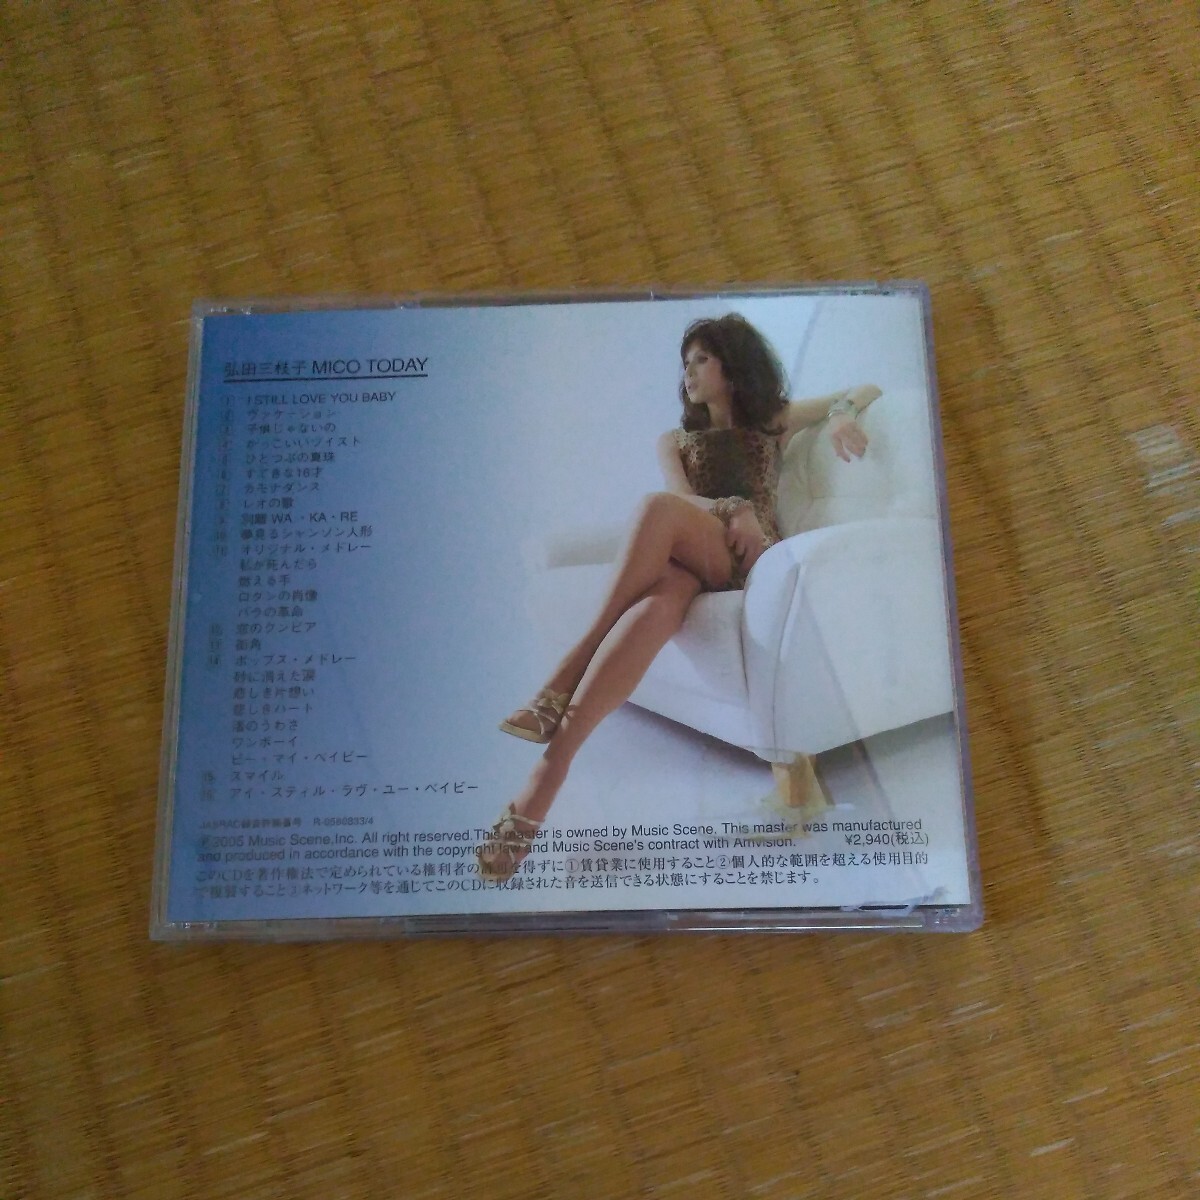 弘田三枝子 MICO TODAY
I STILL LOVE YOU BABY
ヴァケーション
子供じゃないの
かっこいいツイスト
ひとつぶの真珠
すてきな16才
カモナダンス
レオの歌
別離 WA・KA・RE
夢見るシャンソン人形
オリジナル・メドレー
私が死んだら
燃える手
ロダンの肖像
バラの革命
恋のクンビア
街角
ポップス・メドレー
砂に消えた涙
悲しき片想い
悲しきハート
渚のうわさ
ワンボーイ
ビー・マイ・ベイビー
スマイル
アイ・スティル・ラヴ・ユー・ベイビー
JASRAC録音許諾番号 R-0580833/4
℗ 2005 Music Scene,Inc. All right reserved.This master is owned by Music Scene. This master was manufactured
and produced in accordance with the copyright law and Music Scene's contract with Amvision. ¥2,940(税込)
このCDを著作権法で定められている権利者の許諾を得ずに①賃貸業に使用すること②個人的な範囲を超える使用目的
で複製すること③ネットワーク等を通じてこのCDに収録された音を送信できる状態にすることを禁じます。